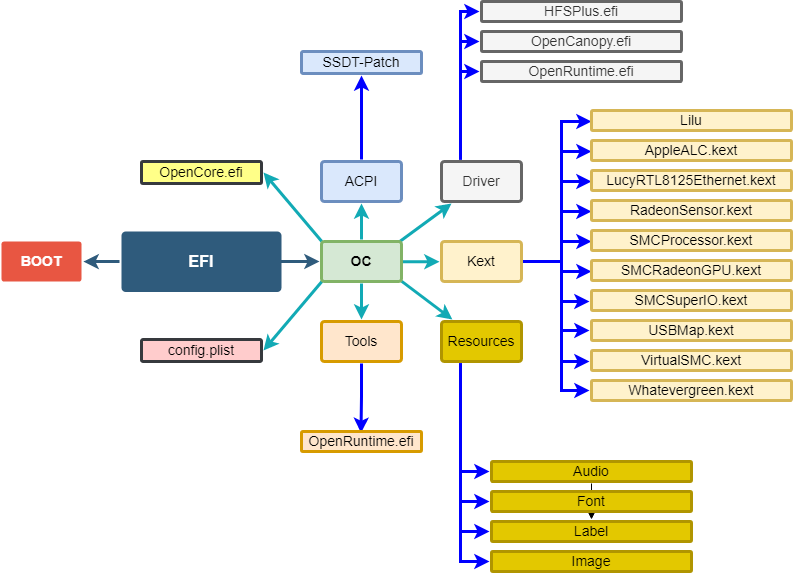 HFSPlus.efi
OpenCanopy.efi
SSDT-Patch
OpenRuntime.efi
Lilu
AppleALC.kext
OpenCore.efi
ACPI
Driver
LucyRTL8125Ethernet.kext
RadeonSensor.kext
SMCProcessor.kext
BOOT
EFI
OC
Kext
SMCRadeonGPU.kext
SMCSuperIO.kext
USBMap.kext
config.plist
Tools
Resources
VirtualSMC.kext
Whatevergreen.kext
OpenRuntime.efi
Audio
Font
Label
Image